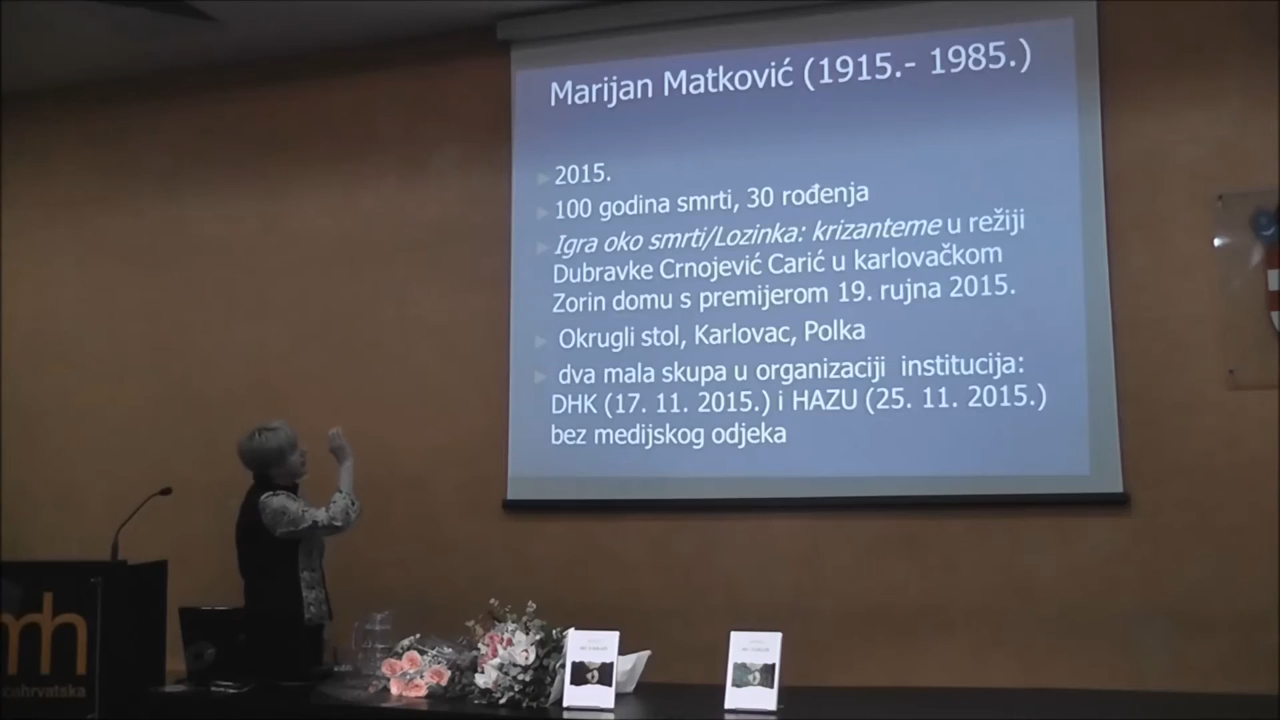 Marijan Matković (1915.- 1985.)
2015.
100 godina smrti, 30 rođenja
Igra oko smrti/Lozinka: krizanteme u režiji
Dubravke Crnojević Carić u karlovačkom
Zorin domu s premijerom 19. rujna 2015.
Okrugli stol, Karlovac, Polka
dva mala skupa u organizaciji institucija:
DHK (17. 11. 2015.) i HAZU (25. 11. 2015.)
bez medijskog odjeka
mh
cahrvatska